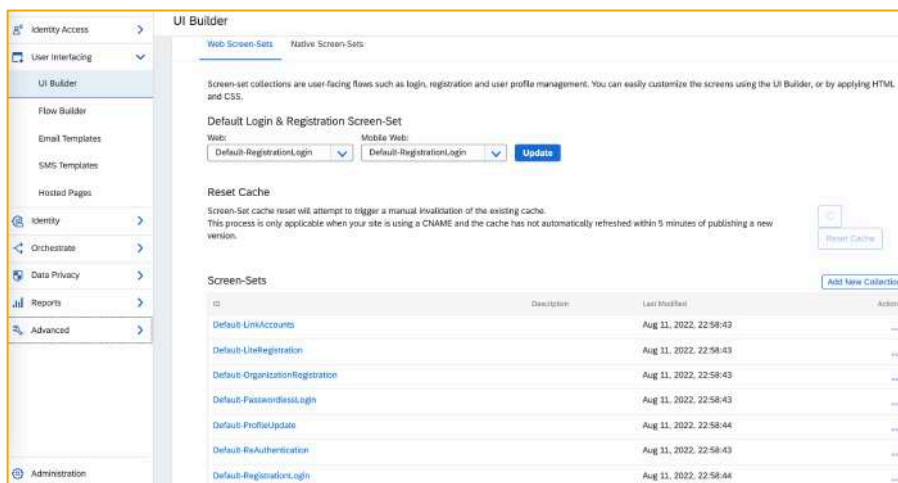 UI Builder
Identity Access
User Interfacing
UI Builder
Flow Builder
Email Templates
SMS Templates
Hosted Pages
Identity
Orchestrate
Data Privacy
Reports
Advanced
Administration
Web Screen-Sets Native Screen-Sets
Screen-set collections are user-facing flows such as login, registration and user profile management. You can easily customize the screens using the UI Builder, or by applying HTML
and CSS.
Default Login & Registration Screen-Set
Web: Mobile Web:
Default-RegistrationLogin Default-RegistrationLogin Update
Reset Cache
Screen-Set cache reset will attempt to trigger a manual invalidation of the existing cache.
This process is only applicable when your site is using a CNAME and the cache has not automatically refreshed within 5 minutes of publishing a new
version.
Reset Cache
Screen-Sets Add New Collection
ID Description Last Modified Action
Default-LinkAccounts Aug 11, 2022, 22:58:43
Default-LiteRegistration Aug 11, 2022, 22:58:43
Default-OrganizationRegistration Aug 11, 2022, 22:58:43
Default-PasswordlessLogin Aug 11, 2022, 22:58:43
Default-ProfileUpdate Aug 11, 2022, 22:58:44
Default-ReAuthentication Aug 11, 2022, 22:58:43
Default-RegistrationLogin Aug 11, 2022, 22:58:44